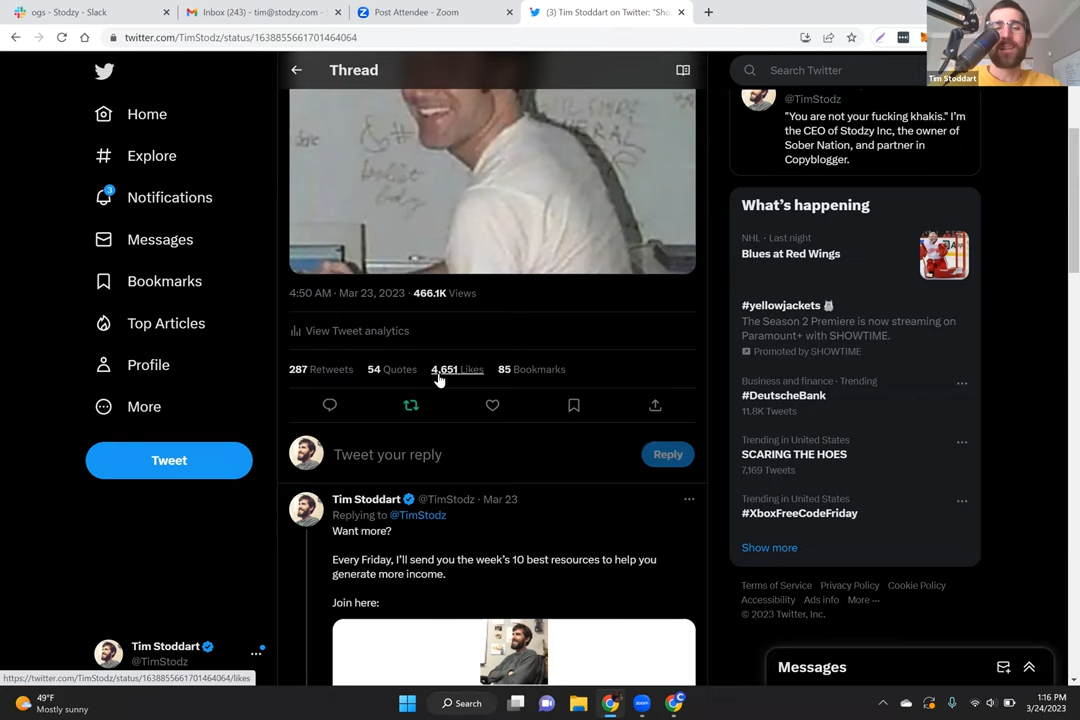 ogs - Stodzy - Slack
Inbox (243) - tim@stodzy.com -
Post Attendee - Zoom
(3) Tim Stoddart on Twitter: "Sho
twitter.com/TimStodz/status/1638855661701464064
Tim Stoddart
Home
Explore
3
Notifications
Messages
Bookmarks
Top Articles
Profile
More
Tweet
Tim Stoddart
@TimStodz
https://twitter.com/TimStodz/status/1638855661701464064/likes
Thread
4:50 AM · Mar 23, 2023 · 466.1K Views
View Tweet analytics
287 Retweets 54 Quotes 4,651 Likes 85 Bookmarks
Tweet your reply
Reply
Tim Stoddart @TimStodz · Mar 23
Replying to @TimStodz
Want more?
Every Friday, I'll send you the week's 10 best resources to help you
generate more income.
Join here:
Search Twitter
@TimStodz
"You are not your fucking khakis." I'm
the CEO of Stodzy Inc, the owner of
Sober Nation, and partner in
Copyblogger.
What's happening
NHL · Last night
Blues at Red Wings
#yellowjackets
The Season 2 Premiere is now streaming on
Paramount+ with SHOWTIME.
Promoted by SHOWTIME
Business and finance · Trending
#DeutscheBank
11.8K Tweets
Trending in United States
SCARING THE HOES
7,169 Tweets
Trending in United States
#XboxFreeCodeFriday
Show more
Terms of Service Privacy Policy Cookie Policy
Accessibility Ads info More ···
© 2023 Twitter, Inc.
Messages
49°F
Mostly sunny
Search
1:16 PM
3/24/2023